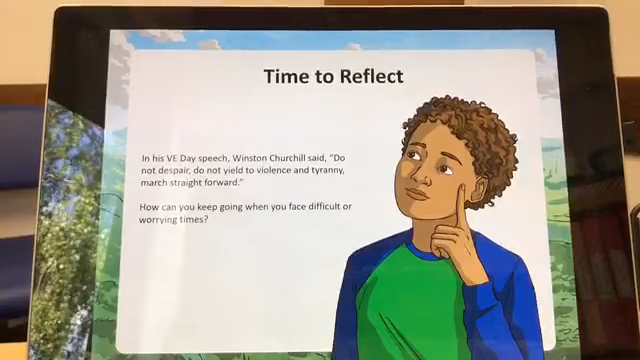 Time to Reflect
In his VE Day speech, Winston Churchill said, "Do
not despair, do not yield to violence and tyranny,
march straight forward."
How can you keep going when you face difficult or
worrying times?